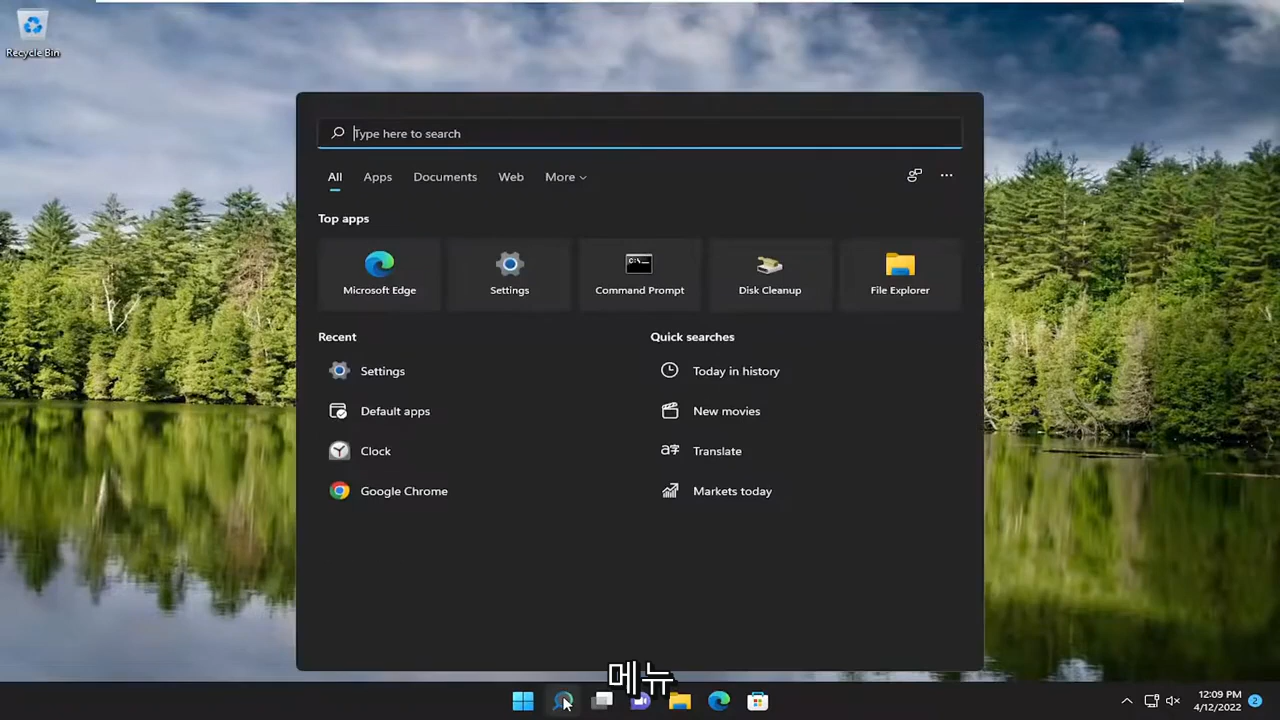 Recycle Bin
Type here to search
All Apps Documents Web More
Top apps
Microsoft Edge Settings Command Prompt Disk Cleanup File Explorer
Recent Quick searches
Settings Today in history
Default apps New movies
Clock Translate
Google Chrome Markets today
메뉴
12:09 PM
4/12/2022 2